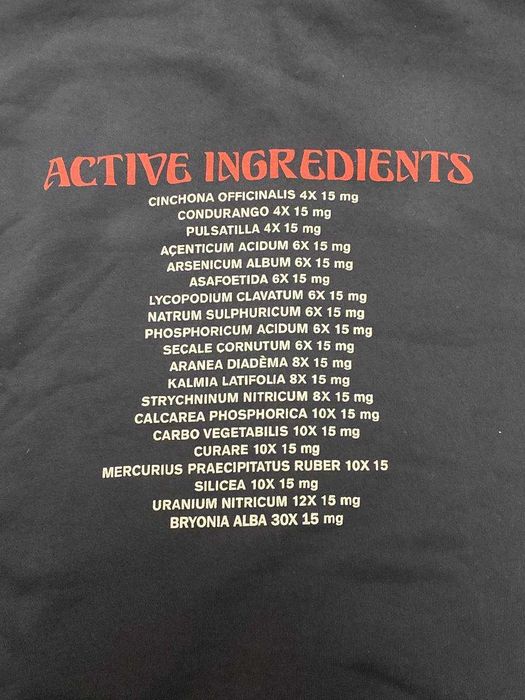 ACTIVE INGREDIENTS
CINCHONA OFFICINALIS 4X 15 mg
CONDURANGO 4X 15 mg
PULSATILLA 4X 15 mg
AÇENTICUM ACIDUM 6X 15 mg
ARSENICUM ALBUM 6X 15 mg
ASAFOETIDA 6X 15 mg
LYCOPODIUM CLAVATUM 6X 15 mg
NATRUM SULPHURICUM 6X 15 mg
PHOSPHORICUM ACIDUM 6X 15 mg
SECALE CORNUTUM 6X 15 mg
ARANEA DIADÈMA 8X 15 mg
KALMIA LATIFOLIA 8X 15 mg
STRYCHNINUM NITRICUM 8X 15 mg
CALCAREA PHOSPHORICA 10X 15 mg
CARBO VEGETABILIS 10X 15 mg
CURARE 10X 15 mg
MERCURIUS PRAECIPITATUS RUBER 10X 15
SILICEA 10X 15 mg
URANIUM NITRICUM 12X 15 mg
BRYONIA ALBA 30X 15 mg